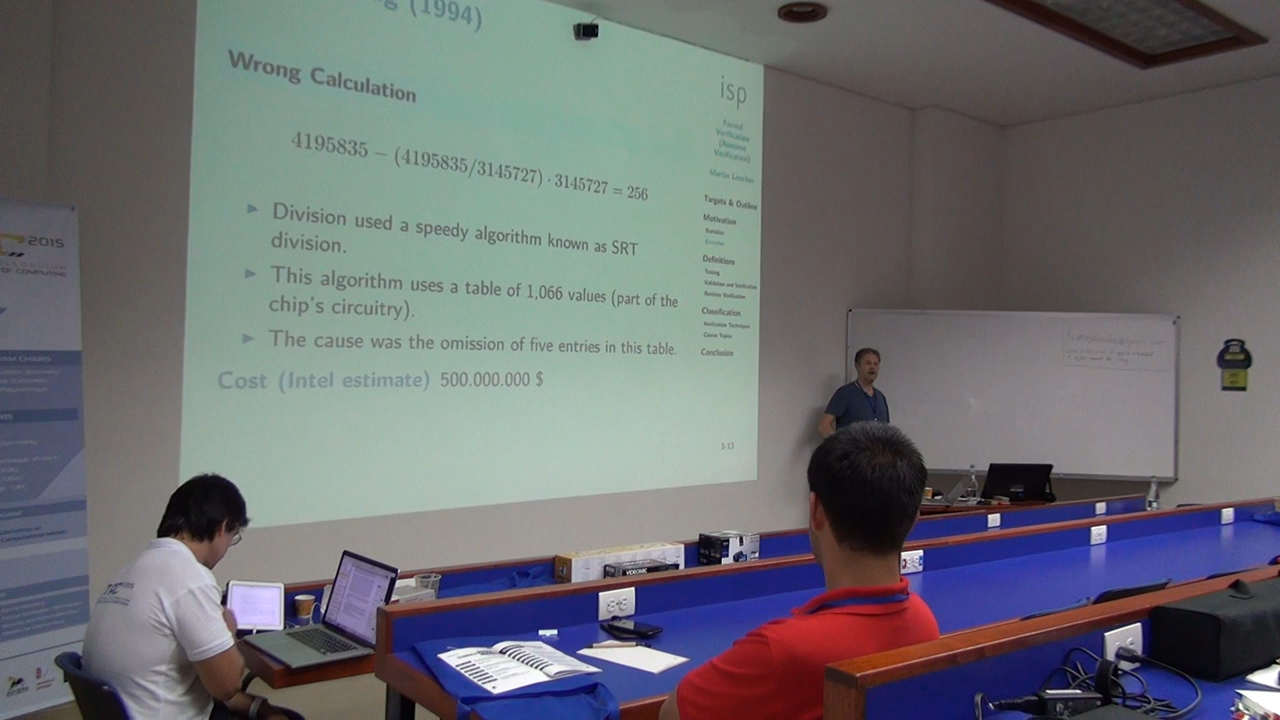 (1994)
Wrong Calculation
4195835 − (4195835/3145727) · 3145727 = 256
▶ Division used a speedy algorithm known as SRT
division.
▶ This algorithm uses a table of 1,066 values (part of the
chip's circuitry).
▶ The cause was the omission of five entries in this table.
Cost (Intel estimate) 500.000.000 $
isp
Formal
Verification
(Runtime
Verification)
Martin Leucker
Targets & Outline
Motivation
Statistics
Examples
Definitions
Testing
Validation and Verification
Runtime Verification
Classification
Verification Techniques
Course Topics
Conclusion
1-13
2015
OF COMPUTING
VIDEOMIC